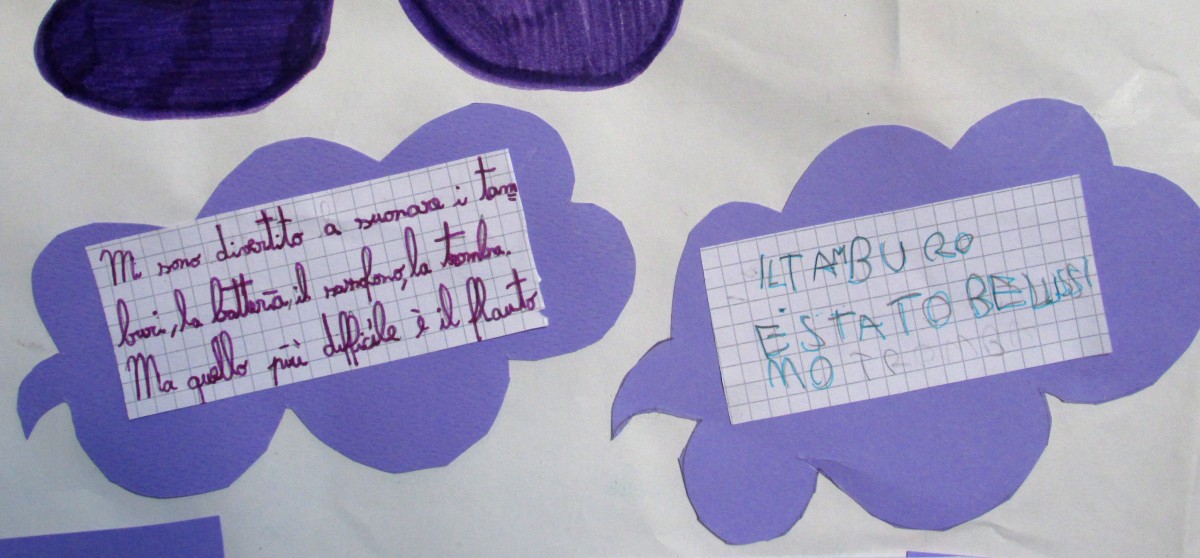 M sono divertito a suonare i tam=
buri, la batteria, il sassofono, la tromba.
Ma quello più difficile è il flauto
IL TAMBURO
È STATO BELLISSI
MO